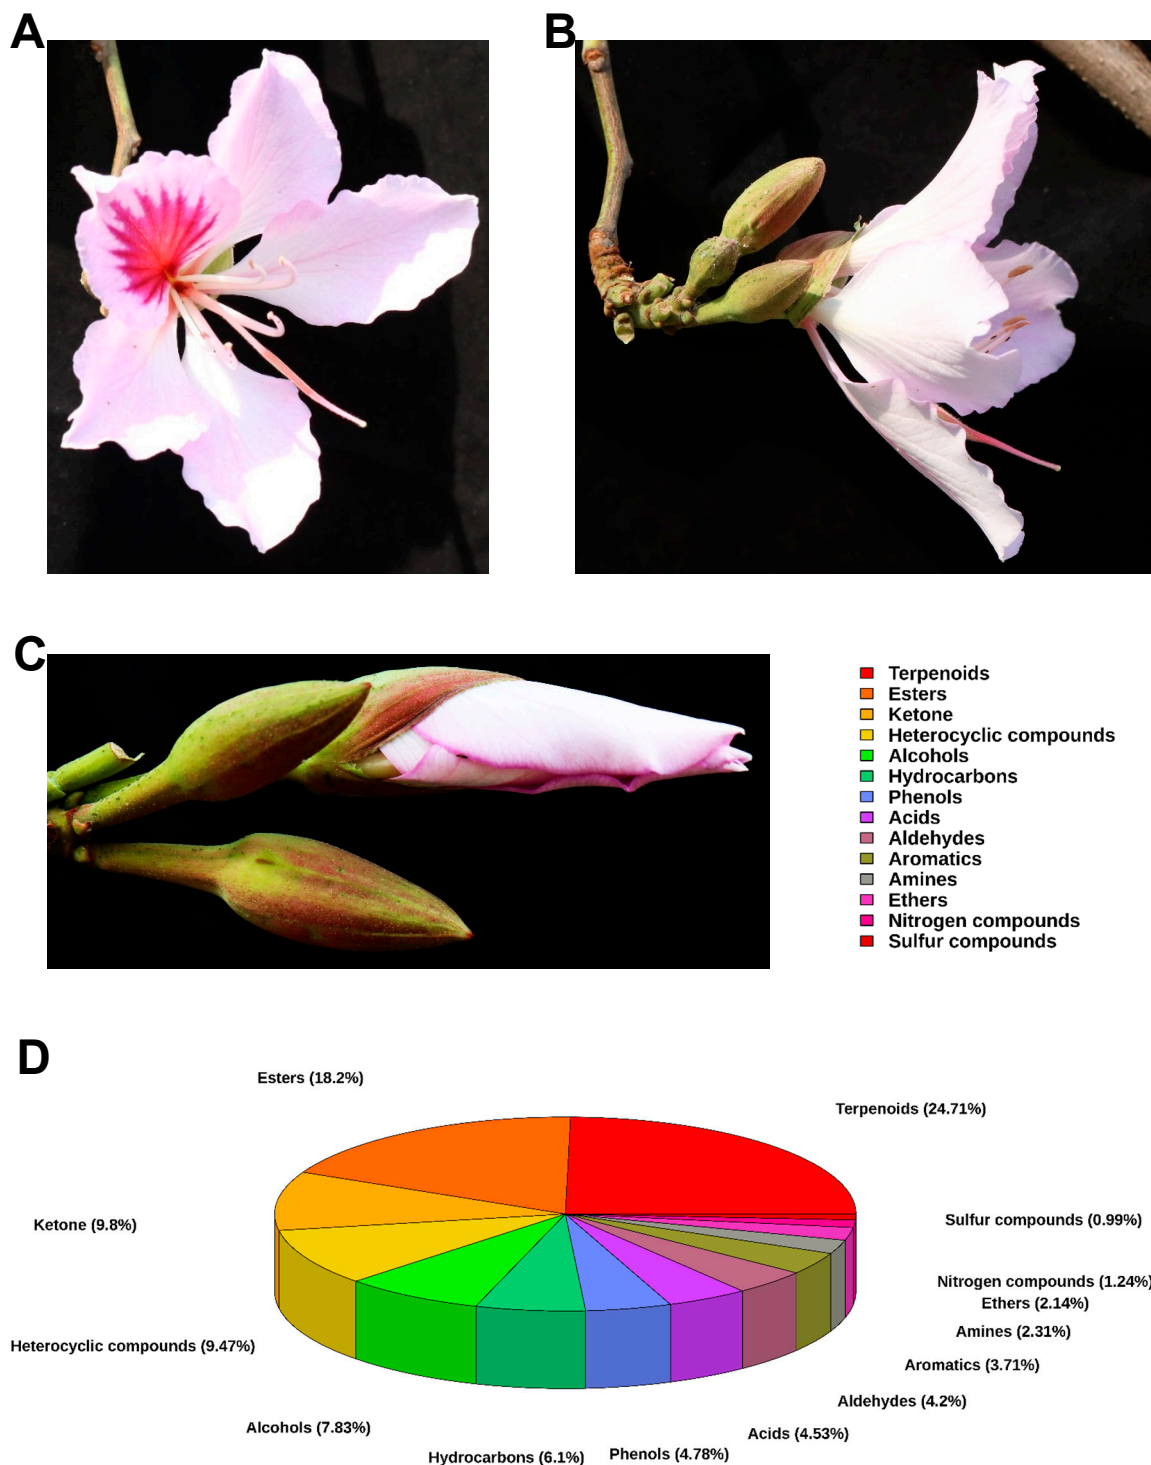 A
B
C
Terpenoids
Esters
Ketone
Heterocyclic compounds
Alcohols
Hydrocarbons
Phenols
Acids
Aldehydes
Aromatics
Amines
Ethers
Nitrogen compounds
Sulfur compounds
D
Esters (18.2%)
Terpenoids (24.71%)
Ketone (9.8%)
Sulfur compounds (0.99%)
Nitrogen compounds (1.24%)
Ethers (2.14%)
Amines (2.31%)
Heterocyclic compounds (9.47%)
Aromatics (3.71%)
Aldehydes (4.2%)
Alcohols (7.83%)
Acids (4.53%)
Hydrocarbons (6.1%)
Phenols (4.78%)